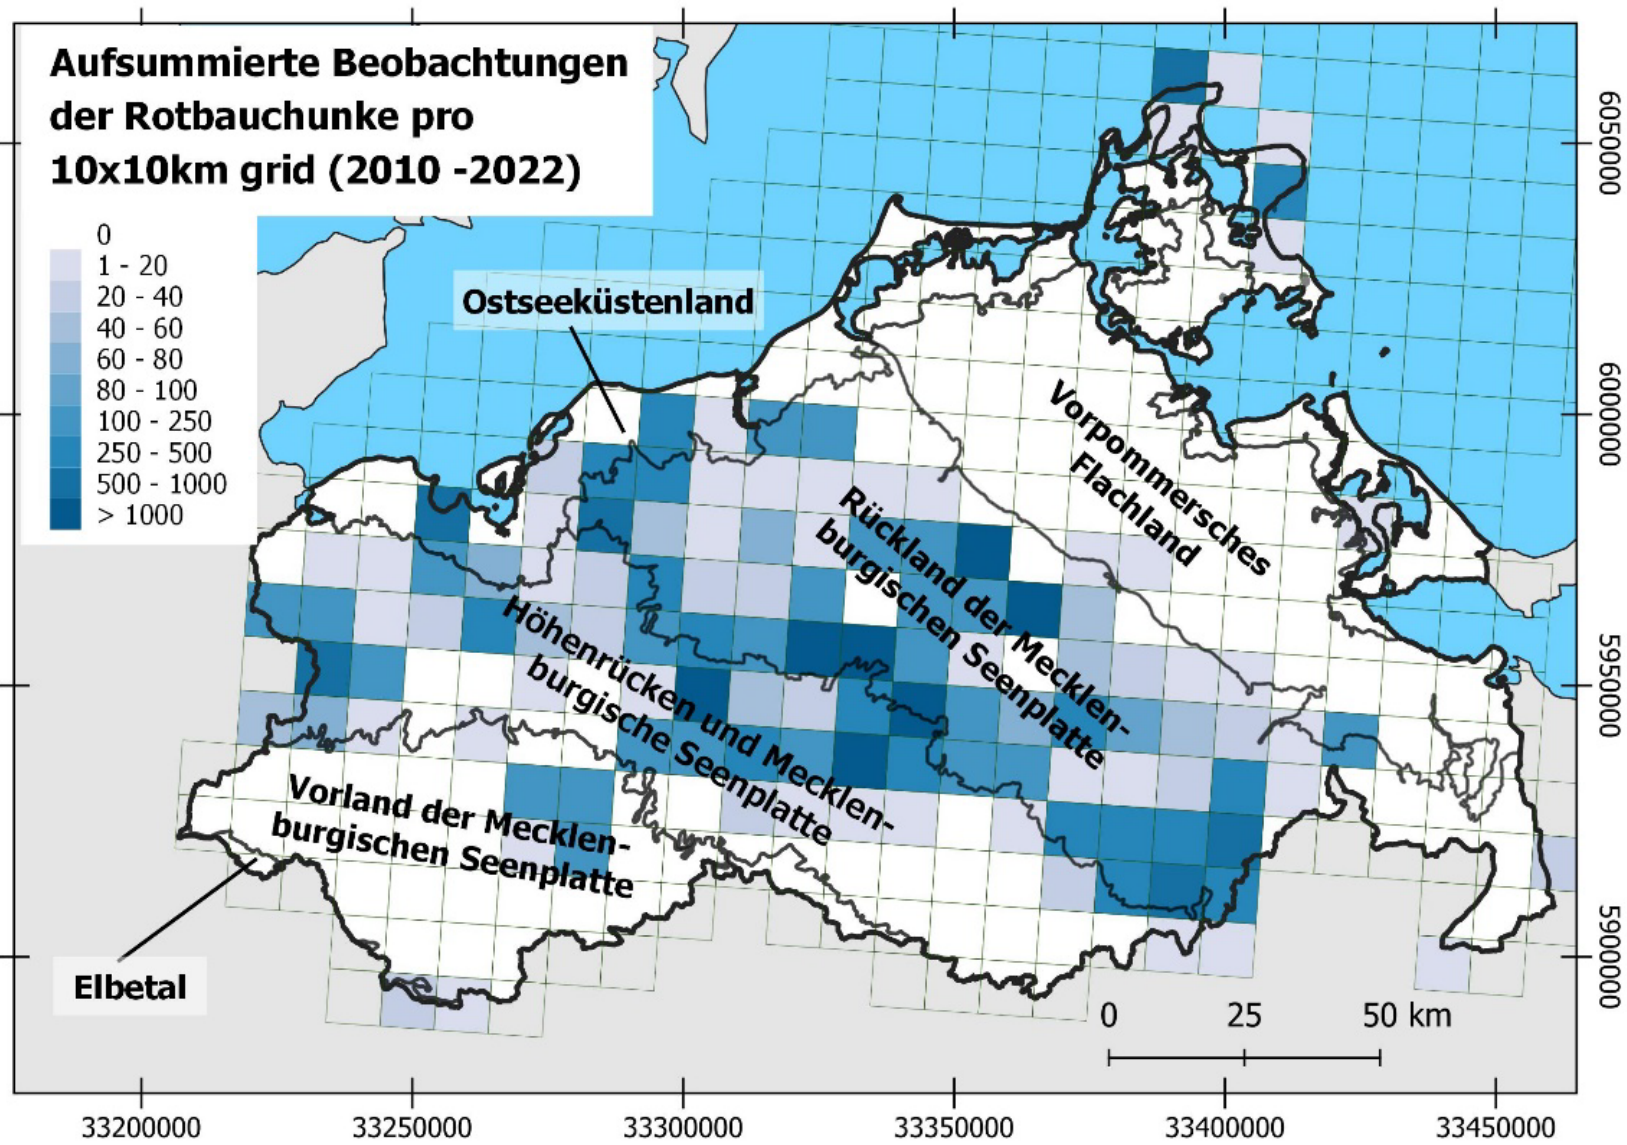 Aufsummierte Beobachtungen
der Rotbauchunke pro
10x10km grid (2010 -2022)
0
1 - 20
20 - 40
40 - 60
60 - 80
80 - 100
100 - 250
250 - 500
500 - 1000
> 1000
Ostseeküstenland
Vorpommersches
Flachland
Rückland der Mecklen-
burgischen Seenplatte
Höhenrücken und Mecklen-
burgische Seenplatte
Vorland der Mecklen-
burgischen Seenplatte
Elbetal
0 25 50 km
6050000
6000000
5950000
5900000
33200000 33250000 33300000 33350000 33400000 33450000